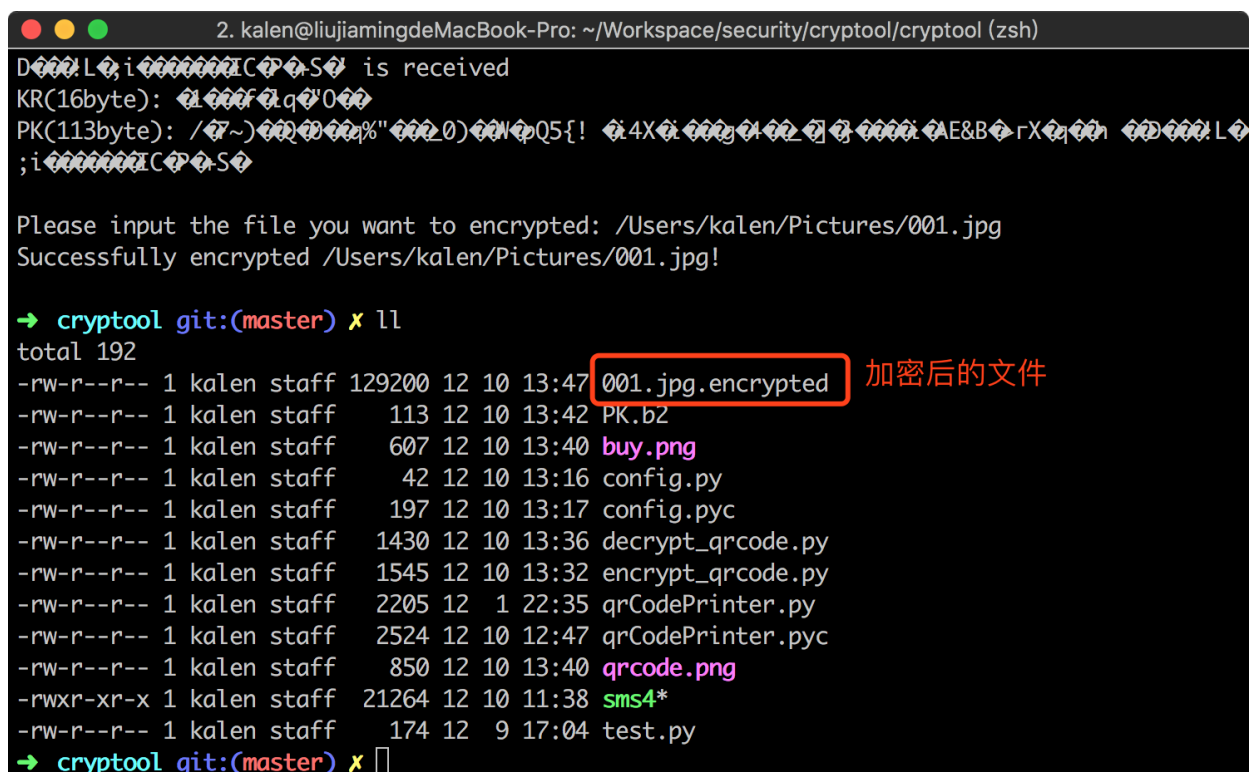 2. kalen@liujiamingdeMacBook-Pro: ~/Workspace/security/cryptool/cryptool (zsh)
is received
KR(16byte):
PK(113byte):
Please input the file you want to encrypted: /Users/kalen/Pictures/001.jpg
Successfully encrypted /Users/kalen/Pictures/001.jpg!
➜ cryptool git:(master) ✗ ll
total 192
-rw-r--r-- 1 kalen staff 129200 12 10 13:47 001.jpg.encrypted 加密后的文件
-rw-r--r-- 1 kalen staff 113 12 10 13:42 PK.b2
-rw-r--r-- 1 kalen staff 607 12 10 13:40 buy.png
-rw-r--r-- 1 kalen staff 42 12 10 13:16 config.py
-rw-r--r-- 1 kalen staff 197 12 10 13:17 config.pyc
-rw-r--r-- 1 kalen staff 1430 12 10 13:36 decrypt_qrcode.py
-rw-r--r-- 1 kalen staff 1545 12 10 13:32 encrypt_qrcode.py
-rw-r--r-- 1 kalen staff 2205 12 1 22:35 qrCodePrinter.py
-rw-r--r-- 1 kalen staff 2524 12 10 12:47 qrCodePrinter.pyc
-rw-r--r-- 1 kalen staff 850 12 10 13:40 qrcode.png
-rwxr-xr-x 1 kalen staff 21264 12 10 11:38 sms4*
-rw-r--r-- 1 kalen staff 174 12 9 17:04 test.py
➜ cryptool git:(master) ✗